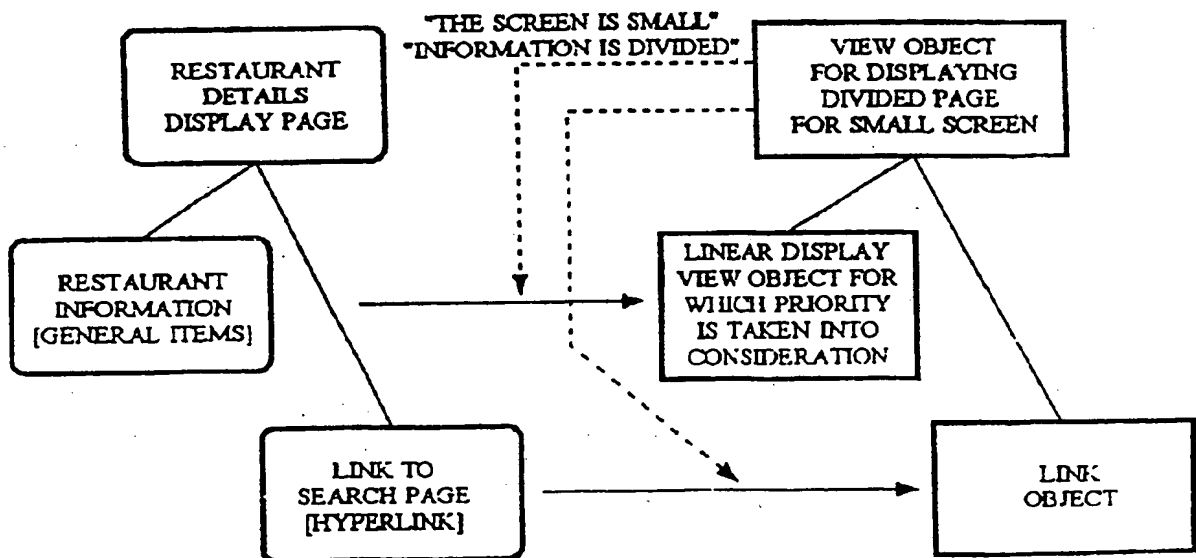 "THE SCREEN IS SMALL"
"INFORMATION IS DIVIDED"
RESTAURANT
DETAILS
DISPLAY PAGE
VIEW OBJECT
FOR DISPLAYING
DIVIDED PAGE
FOR SMALL SCREEN
RESTAURANT
INFORMATION
[GENERAL ITEMS]
LINEAR DISPLAY
VIEW OBJECT FOR
WHICH PRIORITY
IS TAKEN INTO
CONSIDERATION
LINK TO
SEARCH PAGE
[HYPERLINK]
LINK
OBJECT